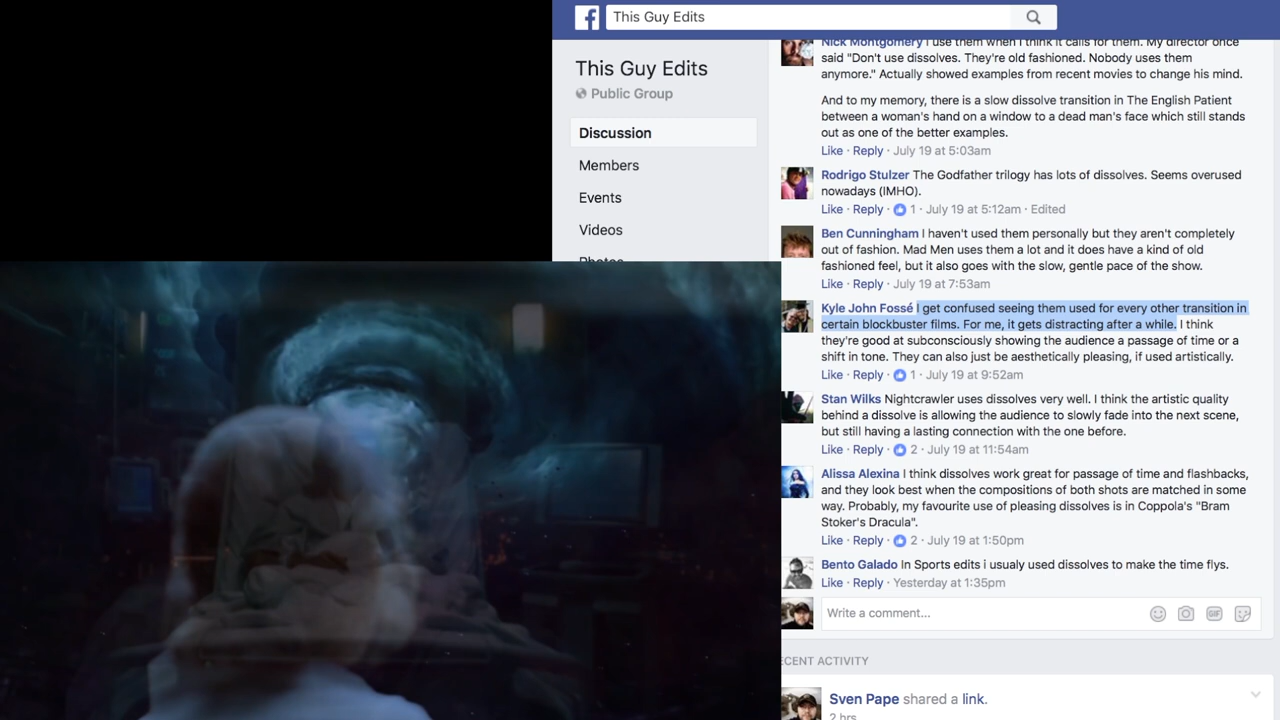 This Guy Edits
This Guy Edits
Public Group
Discussion
Members
Events
Videos
Photos
Nick Montgomery I use them when I think it calls for them. My director once
said "Don't use dissolves. They're old fashioned. Nobody uses them
anymore." Actually showed examples from recent movies to change his mind.
And to my memory, there is a slow dissolve transition in The English Patient
between a woman's hand on a window to a dead man's face which still stands
out as one of the better examples.
Like · Reply · July 19 at 5:03am
Rodrigo Stulzer The Godfather trilogy has lots of dissolves. Seems overused
nowadays (IMHO).
Like · Reply · 1 · July 19 at 5:12am · Edited
Ben Cunningham I haven't used them personally but they aren't completely
out of fashion. Mad Men uses them a lot and it does have a kind of old
fashioned feel, but it also goes with the slow, gentle pace of the show.
Like · Reply · July 19 at 7:53am
Kyle John Fossé I get confused seeing them used for every other transition in
certain blockbuster films. For me, it gets distracting after a while. I think
they're good at subconsciously showing the audience a passage of time or a
shift in tone. They can also just be aesthetically pleasing, if used artistically.
Like · Reply · 1 · July 19 at 9:52am
Stan Wilks Nightcrawler uses dissolves very well. I think the artistic quality
behind a dissolve is allowing the audience to slowly fade into the next scene,
but still having a lasting connection with the one before.
Like · Reply · 2 · July 19 at 11:54am
Alissa Alexina I think dissolves work great for passage of time and flashbacks,
and they look best when the compositions of both shots are matched in some
way. Probably, my favourite use of pleasing dissolves is in Coppola's "Bram
Stoker's Dracula".
Like · Reply · 2 · July 19 at 1:50pm
Bento Galado In Sports edits i usualy used dissolves to make the time flys.
Like · Reply · Yesterday at 1:35pm
Write a comment...
GIF
ECENT ACTIVITY
Sven Pape shared a link.
2 hrs